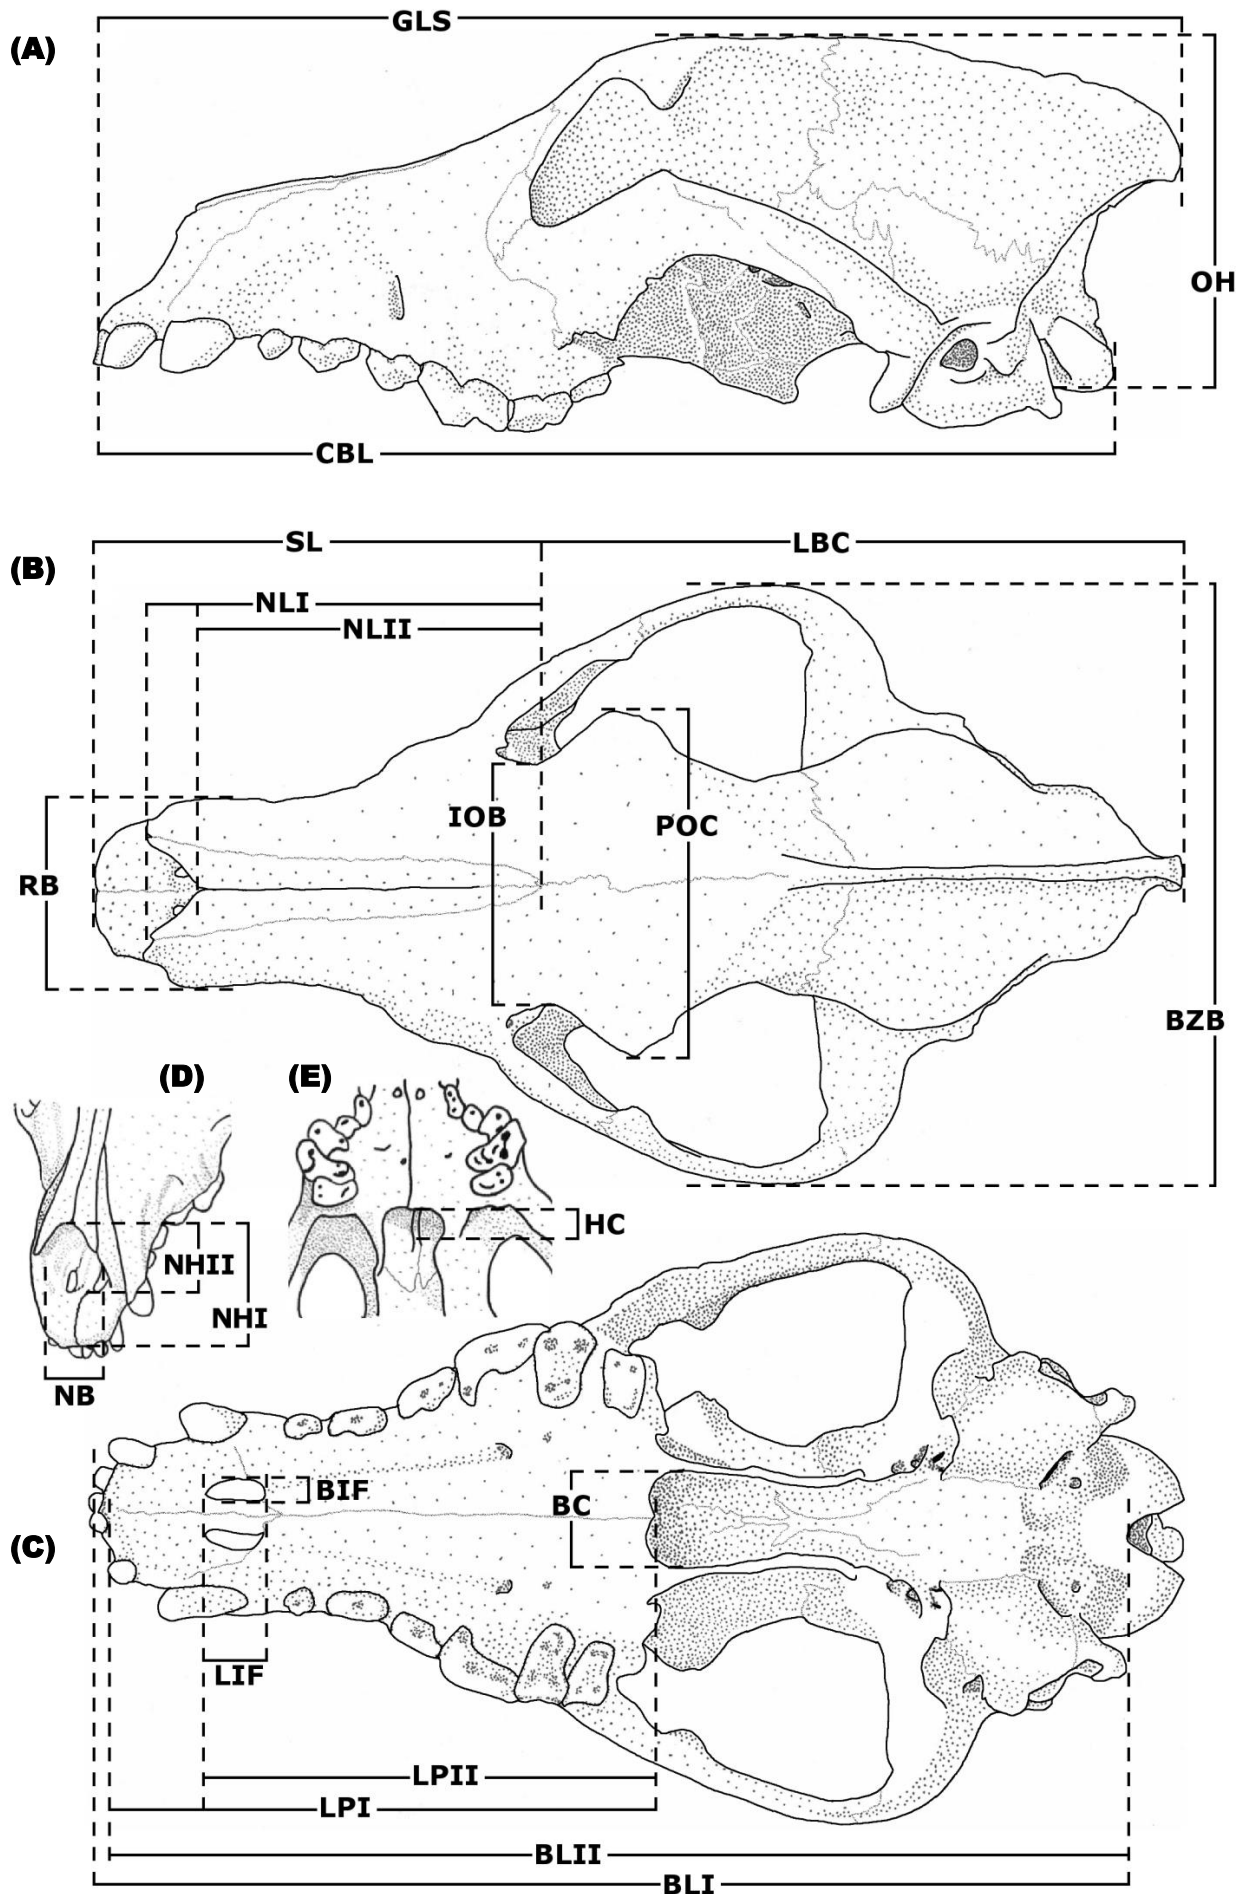 GLS
(A)
OH
CBL
SL
LBC
(B)
NLI
NLII
IOB
POC
RB
BZB
(D)
(E)
HC
NHII
NHI
NB
BIF
BC
(C)
LIF
LPII
LPI
BLII
BLI